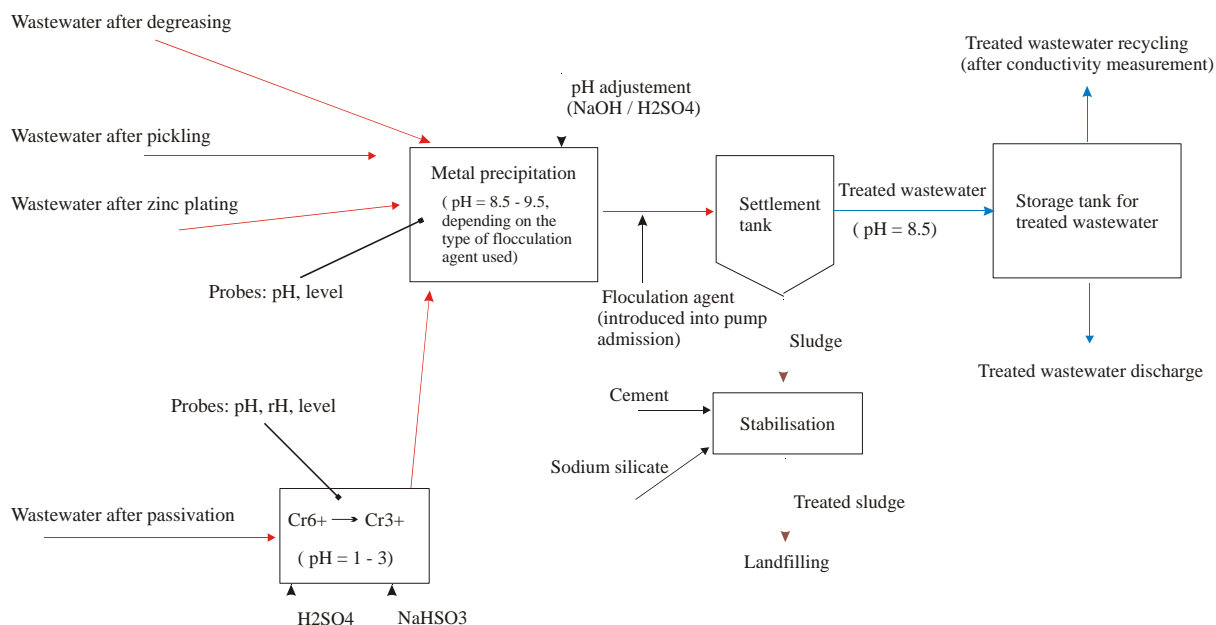 Wastewater after degreasing
Treated wastewater recycling
(after conductivity measurement)
pH adjustement
(NaOH / H2SO4)
Wastewater after pickling
Metal precipitation
( pH = 8.5 - 9.5,
depending on the
type of flocculation
agent used)
Wastewater after zinc plating
Settlement
tank
Treated wastewater
( pH = 8.5)
Storage tank for
treated wastewater
Probes: pH, level
Floculation agent
(introduced into pump
admission)
Sludge
Treated wastewater discharge
Probes: pH, rH, level
Cement
Stabilisation
Sodium silicate
Treated sludge
Wastewater after passivation
Cr6+ → Cr3+
( pH = 1 - 3)
Landfilling
H2SO4
NaHSO3